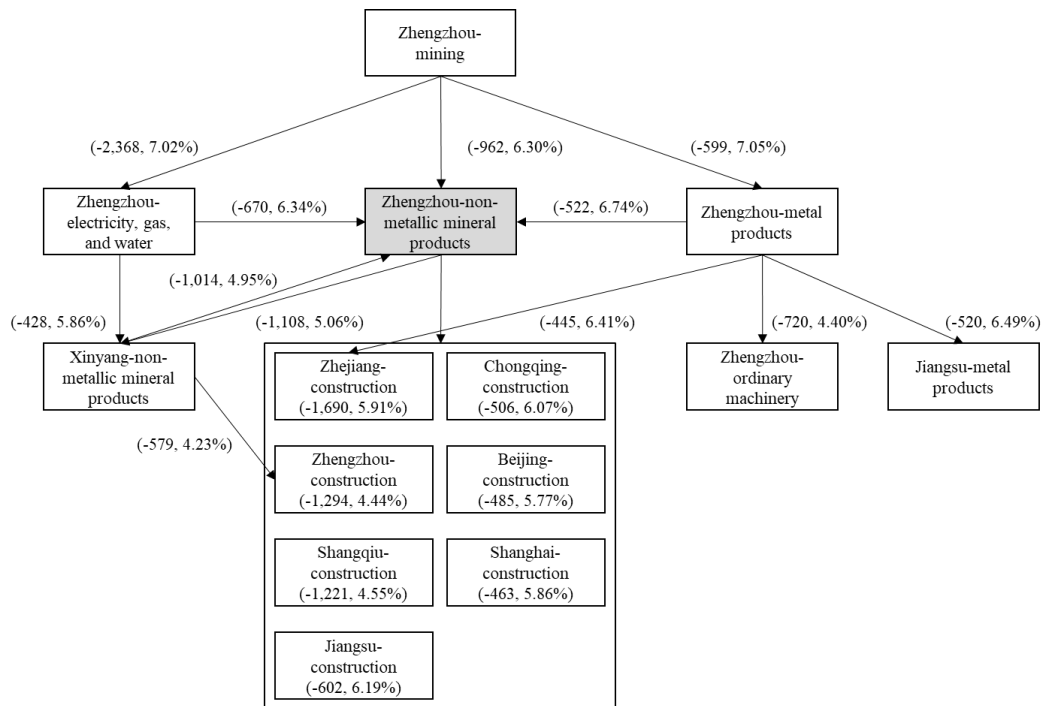 Zhengzhou-
mining
(-2,368, 7.02%)
(-962, 6.30%)
(-599, 7.05%)
Zhengzhou-
electricity, gas,
and water
(-670, 6.34%)
Zhengzhou-non-
metallic mineral
products
(-522, 6.74%)
Zhengzhou-metal
products
(-1,014, 4.95%)
(-428, 5.86%)
(-1,108, 5.06%)
(-445, 6.41%)
(-720, 4.40%)
(-520, 6.49%)
Xinyang-non-
metallic mineral
products
Zhejiang-
construction
(-1,690, 5.91%)
Chongqing-
construction
(-506, 6.07%)
Zhengzhou-
ordinary
machinery
Jiangsu-metal
products
(-579, 4.23%)
Zhengzhou-
construction
(-1,294, 4.44%)
Beijing-
construction
(-485, 5.77%)
Shangqiu-
construction
(-1,221, 4.55%)
Shanghai-
construction
(-463, 5.86%)
Jiangsu-
construction
(-602, 6.19%)